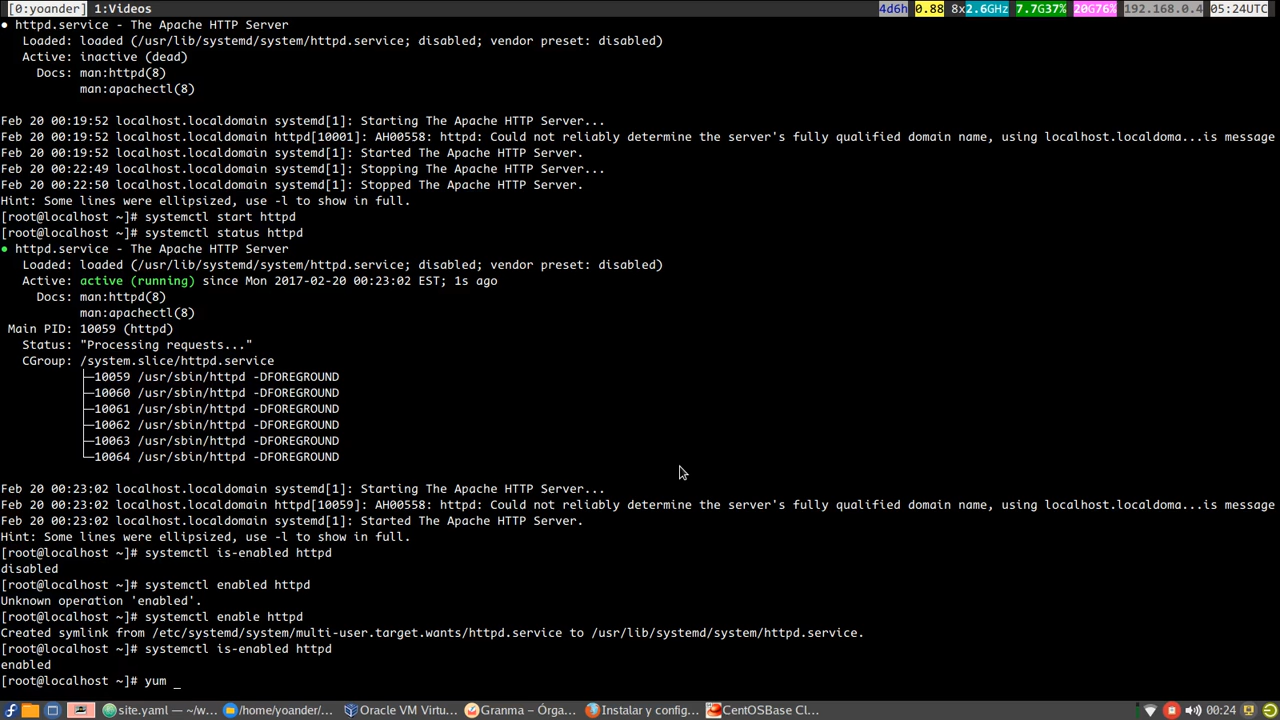 [0:yoander] 1:Videos 4d6h 0.88 8x2.6GHz 7.7G37% 20G76% 192.168.0.4 05:24UTC
● httpd.service - The Apache HTTP Server
Loaded: loaded (/usr/lib/systemd/system/httpd.service; disabled; vendor preset: disabled)
Active: inactive (dead)
Docs: man:httpd(8)
man:apachectl(8)
Feb 20 00:19:52 localhost.localdomain systemd[1]: Starting The Apache HTTP Server...
Feb 20 00:19:52 localhost.localdomain httpd[10001]: AH00558: httpd: Could not reliably determine the server's fully qualified domain name, using localhost.localdoma...is message
Feb 20 00:19:52 localhost.localdomain systemd[1]: Started The Apache HTTP Server.
Feb 20 00:22:49 localhost.localdomain systemd[1]: Stopping The Apache HTTP Server...
Feb 20 00:22:50 localhost.localdomain systemd[1]: Stopped The Apache HTTP Server.
Hint: Some lines were ellipsized, use -l to show in full.
[root@localhost ~]# systemctl start httpd
[root@localhost ~]# systemctl status httpd
● httpd.service - The Apache HTTP Server
Loaded: loaded (/usr/lib/systemd/system/httpd.service; disabled; vendor preset: disabled)
Active: active (running) since Mon 2017-02-20 00:23:02 EST; 1s ago
Docs: man:httpd(8)
man:apachectl(8)
Main PID: 10059 (httpd)
Status: "Processing requests..."
CGroup: /system.slice/httpd.service
├─10059 /usr/sbin/httpd -DFOREGROUND
├─10060 /usr/sbin/httpd -DFOREGROUND
├─10061 /usr/sbin/httpd -DFOREGROUND
├─10062 /usr/sbin/httpd -DFOREGROUND
├─10063 /usr/sbin/httpd -DFOREGROUND
└─10064 /usr/sbin/httpd -DFOREGROUND
Feb 20 00:23:02 localhost.localdomain systemd[1]: Starting The Apache HTTP Server...
Feb 20 00:23:02 localhost.localdomain httpd[10059]: AH00558: httpd: Could not reliably determine the server's fully qualified domain name, using localhost.localdoma...is message
Feb 20 00:23:02 localhost.localdomain systemd[1]: Started The Apache HTTP Server.
Hint: Some lines were ellipsized, use -l to show in full.
[root@localhost ~]# systemctl is-enabled httpd
disabled
[root@localhost ~]# systemctl enabled httpd
Unknown operation 'enabled'.
[root@localhost ~]# systemctl enable httpd
Created symlink from /etc/systemd/system/multi-user.target.wants/httpd.service to /usr/lib/systemd/system/httpd.service.
[root@localhost ~]# systemctl is-enabled httpd
enabled
[root@localhost ~]# yum _
site.yaml — ~/w... /home/yoander/... Oracle VM Virtu... Granma – Órga... Instalar y config... CentOSBase Cl... 00:24